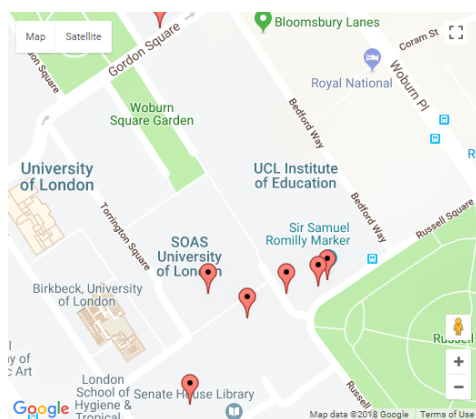 Map
Satellite
Bloomsbury Lanes
Coram St
Gordon Square
Royal National
Woburn Pl
Woburn
Square Garden
Bedford Way
University
of London
UCL Institute
of Education
Torrington Square
Bedford Way
Russell Square
Sir Samuel
Romilly Marker
SOAS
University
of London
Birkbeck, University
of London
London
School of
Hygiene &
Tropical
Senate House Library
Google
Map data ©2018 Google
Terms of Use